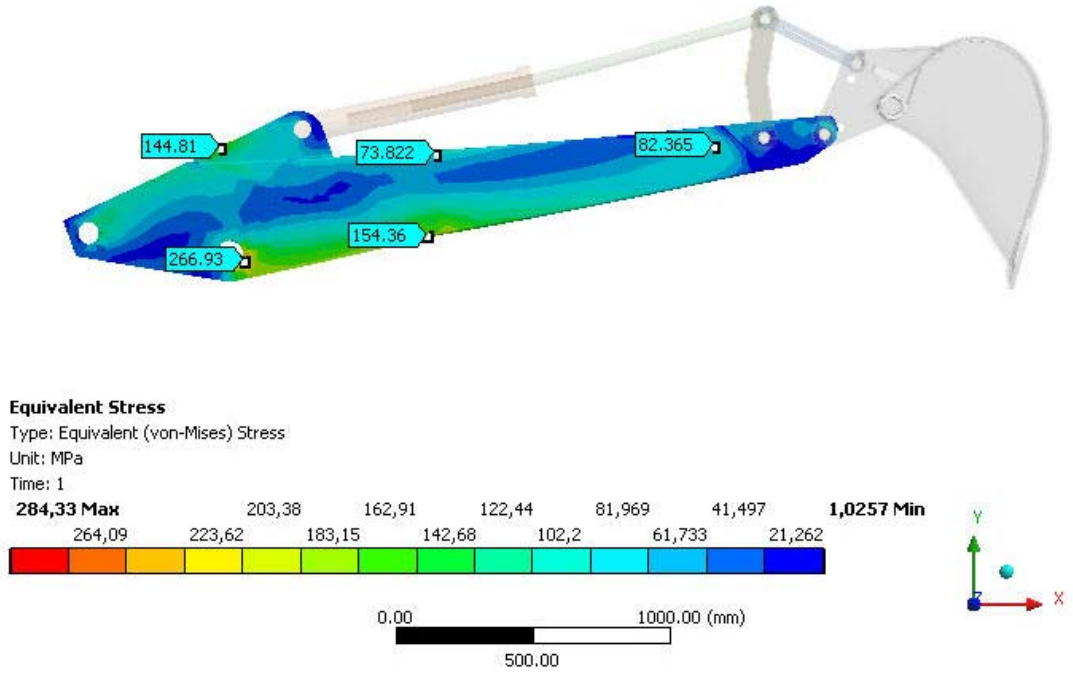 144.81
73.822
82.365
154.36
266.93
Equivalent Stress
Type: Equivalent (von-Mises) Stress
Unit: MPa
Time: 1
284,33 Max 203,38 162,91 122,44 81,969 41,497 1,0257 Min
264,09 223,62 183,15 142,68 102,2 61,733 21,262
Y
Z X
0.00 1000.00 (mm)
500.00